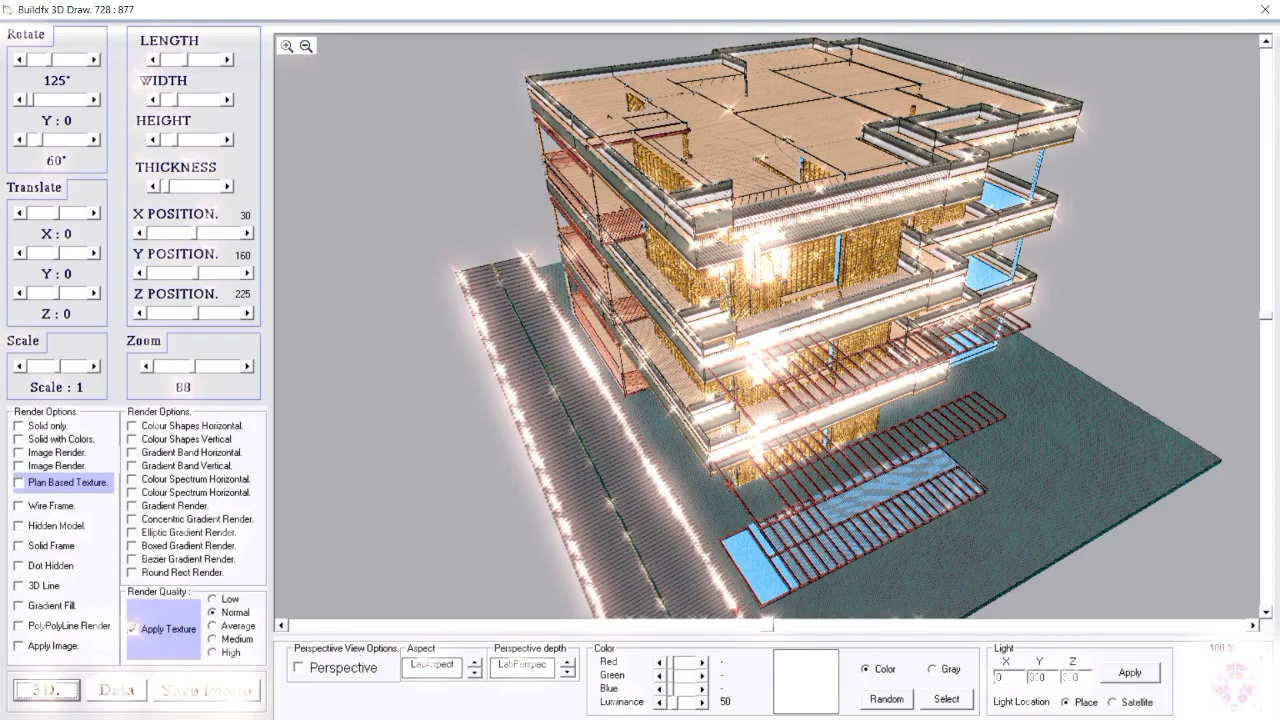 Buildfx 3D Draw. 728 : 877
Rotate
125°
Y : 0
60°
Translate
X : 0
Y : 0
Z : 0
Scale
Scale : 1
LENGTH
WIDTH
HEIGHT
THICKNESS
X POSITION. 30
Y POSITION. 160
Z POSITION. 225
Zoom
88
Render Options.
Solid only.
Solid with Colors.
Image Render.
Image Render.
Plan Based Texture.
Wire Frame.
Hidden Model.
Solid Frame
Dot Hidden
3D Line
Gradient Fill.
PolyPolyLine Render
Apply Image.
Render Options.
Colour Shapes Horizontal.
Colour Shapes Vertical
Gradient Band Horizontal.
Gradient Band Vertical.
Colour Spectrum Horizontal.
Colour Spectrum Horizontal.
Gradient Render.
Concentric Gradient Render.
Elliptic Gradient Render.
Boxed Gradient Render.
Bezier Gradient Render.
Round Rect Render.
Render Quality :
Apply Texture
Low
Normal
Average
Medium
High
3D. Data Save Image
Perspective View Options.
Perspective
Aspect
LabAspect
Perspective depth
LabPerspec
Color
Red -
Green -
Blue -
Luminance 50
Color Gray
Random Select
Light
X Y Z
0 Apply
Light Location Place Satellite
100 %